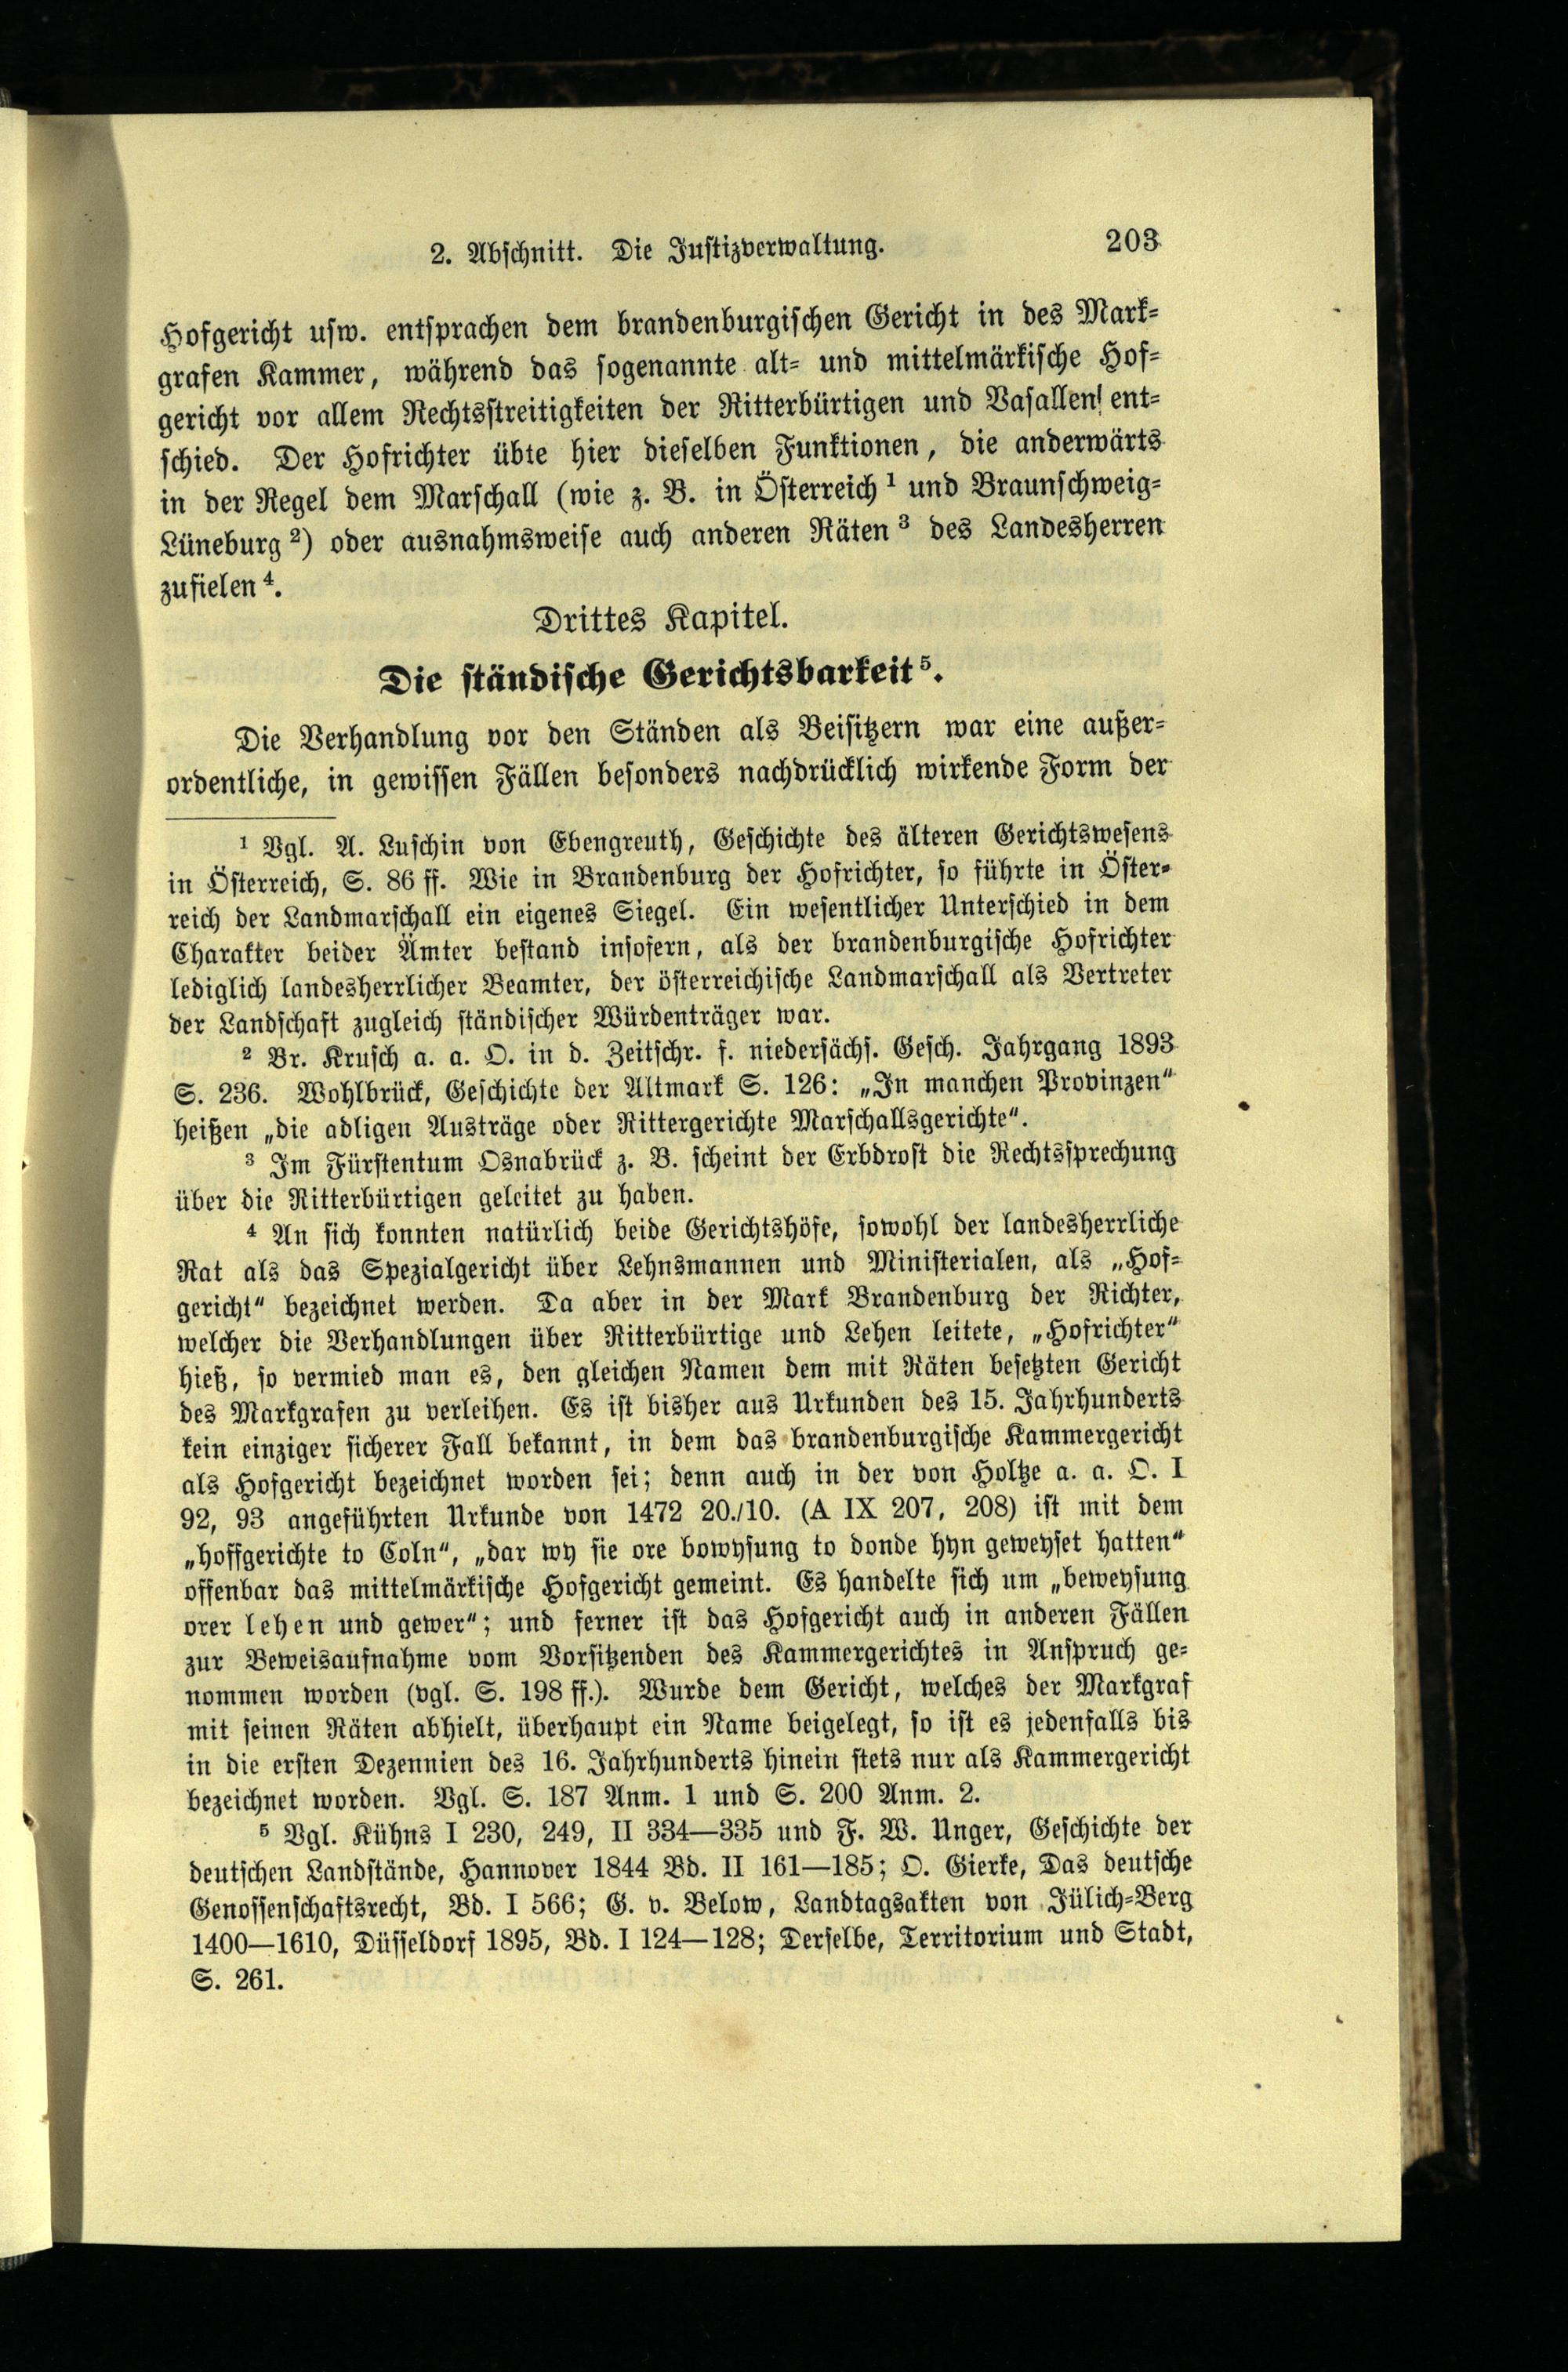 2. Abschnitt. Die Justizverwaltung. 203
Hofgericht usw. entsprachen dem brandenburgischen Gericht in des Mark-
grafen Kammer, während das sogenannte alt- und mittelmärkische Hof-
gericht vor allem Rechtsstreitigkeiten der Ritterbürtigen und Vasallen ent-
schied. Der Hofrichter übte hier dieselben Funktionen, die anderwärts
in der Regel dem Marschall (wie z. B. in Österreich ¹ und Braunschweig-
Lüneburg ²) oder ausnahmsweise auch anderen Räten ³ des Landesherren
zufielen ⁴.
Drittes Kapitel.
Die ständische Gerichtsbarkeit ⁵.
Die Verhandlung vor den Ständen als Beisitzern war eine außer-
ordentliche, in gewissen Fällen besonders nachdrücklich wirkende Form der
¹ Vgl. A. Luschin von Ebengreuth, Geschichte des älteren Gerichtswesens
in Österreich, S. 86 ff. Wie in Brandenburg der Hofrichter, so führte in Öster-
reich der Landmarschall ein eigenes Siegel. Ein wesentlicher Unterschied in dem
Charakter beider Ämter bestand insofern, als der brandenburgische Hofrichter
lediglich landesherrlicher Beamter, der österreichische Landmarschall als Vertreter
der Landschaft zugleich ständischer Würdenträger war.
² Br. Krusch a. a. O. in d. Zeitschr. f. niedersächs. Gesch. Jahrgang 1893
S. 236. Wohlbrück, Geschichte der Altmark S. 126: „In manchen Provinzen“
heißen „die adligen Austräge oder Rittergerichte Marschallsgerichte“.
³ Im Fürstentum Osnabrück z. B. scheint der Erbdrost die Rechtssprechung
über die Ritterbürtigen geleitet zu haben.
⁴ An sich konnten natürlich beide Gerichtshöfe, sowohl der landesherrliche
Rat als das Spezialgericht über Lehnsmannen und Ministerialen, als „Hof-
gericht“ bezeichnet werden. Da aber in der Mark Brandenburg der Richter,
welcher die Verhandlungen über Ritterbürtige und Lehen leitete, „Hofrichter“
hieß, so vermied man es, den gleichen Namen dem mit Räten besetzten Gericht
des Markgrafen zu verleihen. Es ist bisher aus Urkunden des 15. Jahrhunderts
kein einziger sicherer Fall bekannt, in dem das brandenburgische Kammergericht
als Hofgericht bezeichnet worden sei; denn auch in der von Holtze a. a. O. I
92, 93 angeführten Urkunde von 1472 20./10. (A IX 207, 208) ist mit dem
„hoffgerichte to Coln“, „dar wy sie ore bowysung to donde hyn geweyset hatten“
offenbar das mittelmärkische Hofgericht gemeint. Es handelte sich um „beweysung
orer lehen und gewer“; und ferner ist das Hofgericht auch in anderen Fällen
zur Beweisaufnahme vom Vorsitzenden des Kammergerichtes in Anspruch ge-
nommen worden (vgl. S. 198 ff.). Wurde dem Gericht, welches der Markgraf
mit seinen Räten abhielt, überhaupt ein Name beigelegt, so ist es jedenfalls bis
in die ersten Dezennien des 16. Jahrhunderts hinein stets nur als Kammergericht
bezeichnet worden. Vgl. S. 187 Anm. 1 und S. 200 Anm. 2.
⁵ Vgl. Kühns I 230, 249, II 334—335 und F. W. Unger, Geschichte der
deutschen Landstände, Hannover 1844 Bd. II 161—185; O. Gierke, Das deutsche
Genossenschaftsrecht, Bd. I 566; G. v. Below, Landtagsakten von Jülich-Berg
1400—1610, Düsseldorf 1895, Bd. I 124—128; Derselbe, Territorium und Stadt,
S. 261.